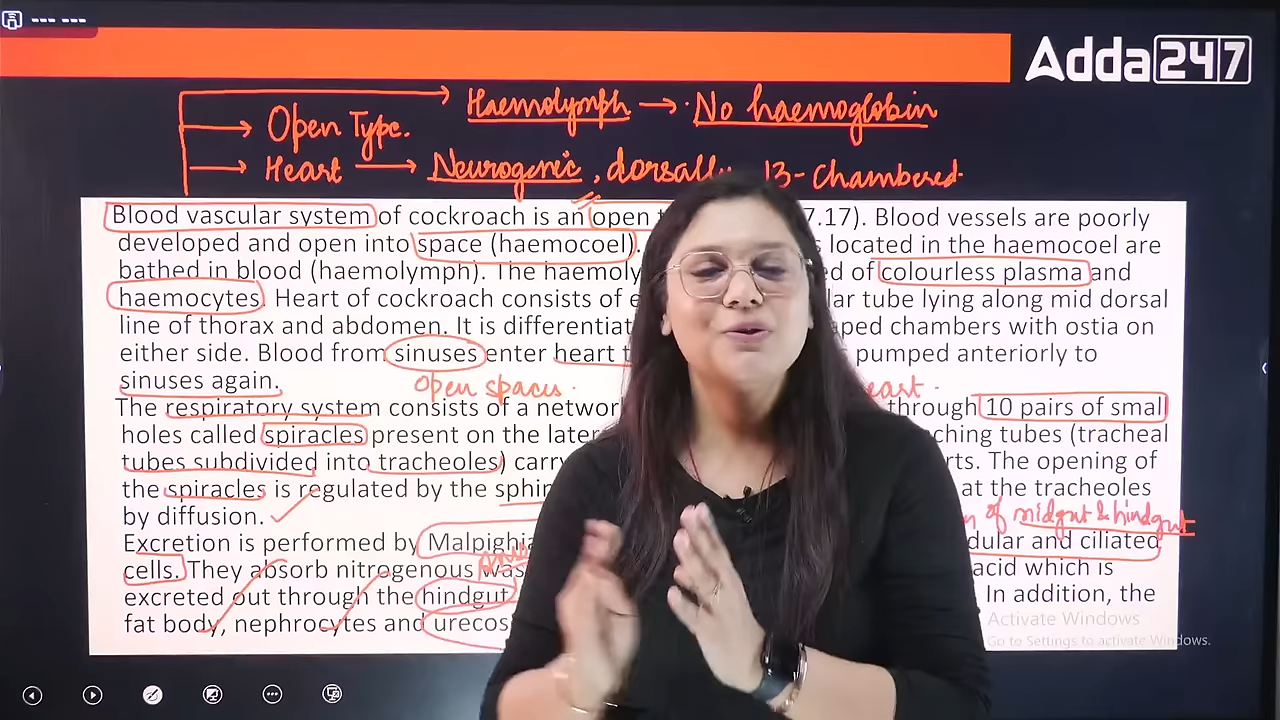 Adda247
Haemolymph → No haemoglobin
→ Open Type.
→ Heart → Neurogenic, dorsally 13-chambered.
Blood vascular system of cockroach is an open 7.17). Blood vessels are poorly
developed and open into space (haemocoel). located in the haemocoel are
bathed in blood (haemolymph). The haemoly ed of colourless plasma and
haemocytes. Heart of cockroach consists of e lar tube lying along mid dorsal
line of thorax and abdomen. It is differentiat aped chambers with ostia on
either side. Blood from sinuses enter heart t pumped anteriorly to
sinuses again.
Open spaces. heart.
The respiratory system consists of a networ through 10 pairs of small
holes called spiracles present on the later ching tubes (tracheal
tubes subdivided into tracheoles) carry rts. The opening of
the spiracles is regulated by the sphin at the tracheoles
by diffusion. of midgut & hindgut
Excretion is performed by Malpighia dular and ciliated
cells. They absorb nitrogenous was acid which is
excreted out through the hindgut In addition, the
fat body, nephrocytes and urecos
Activate Windows
Go to Settings to activate Windows.